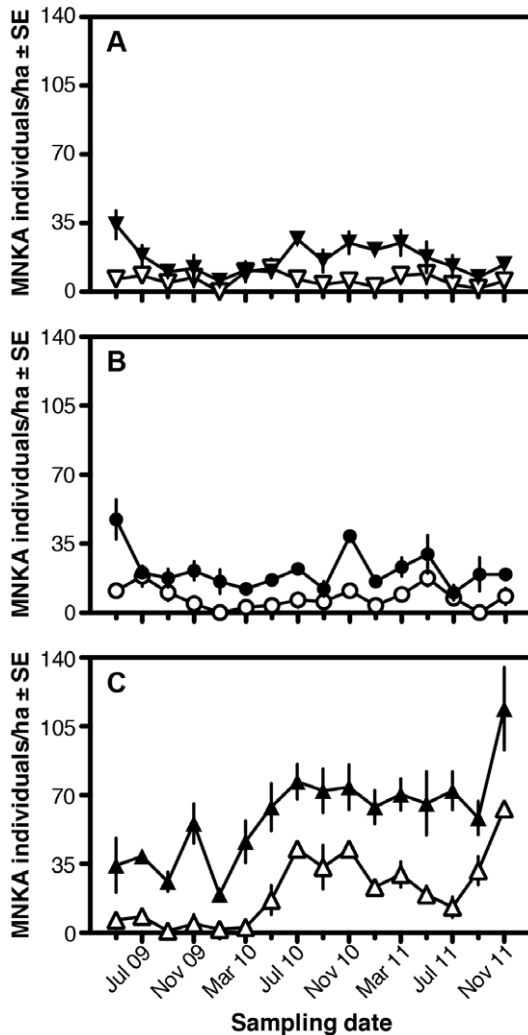 A
MNKA individuals/ha ± SE
140
105
70
35
0
B
MNKA individuals/ha ± SE
140
105
70
35
0
C
MNKA individuals/ha ± SE
140
105
70
35
0
Jul 09
Nov 09
Mar 10
Jul 10
Nov 10
Mar 11
Jul 11
Nov 11
Sampling date